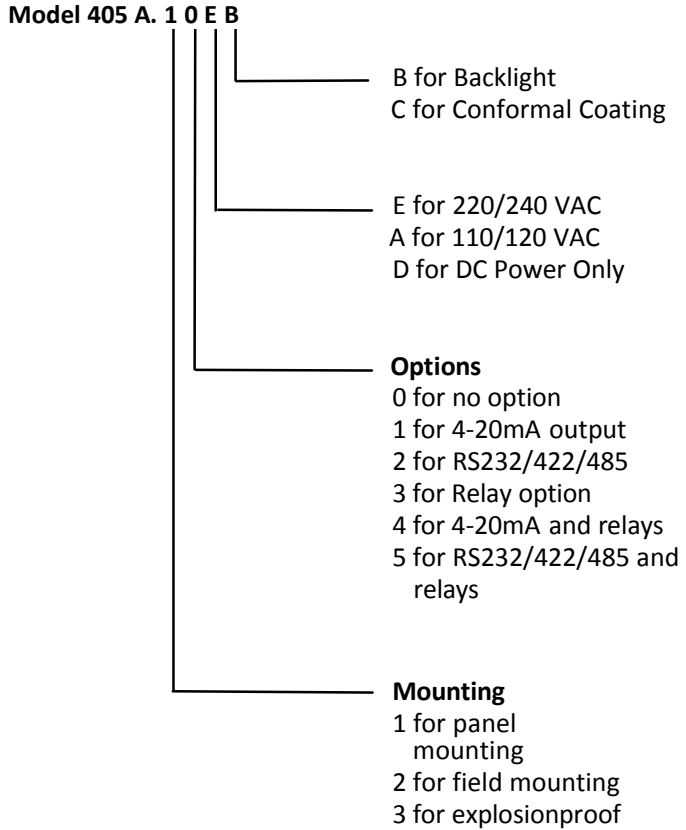 Model 405 A. 1 0 E B
B for Backlight
C for Conformal Coating
E for 220/240 VAC
A for 110/120 VAC
D for DC Power Only
Options
0 for no option
1 for 4-20mA output
2 for RS232/422/485
3 for Relay option
4 for 4-20mA and relays
5 for RS232/422/485 and
relays
Mounting
1 for panel
mounting
2 for field mounting
3 for explosionproof